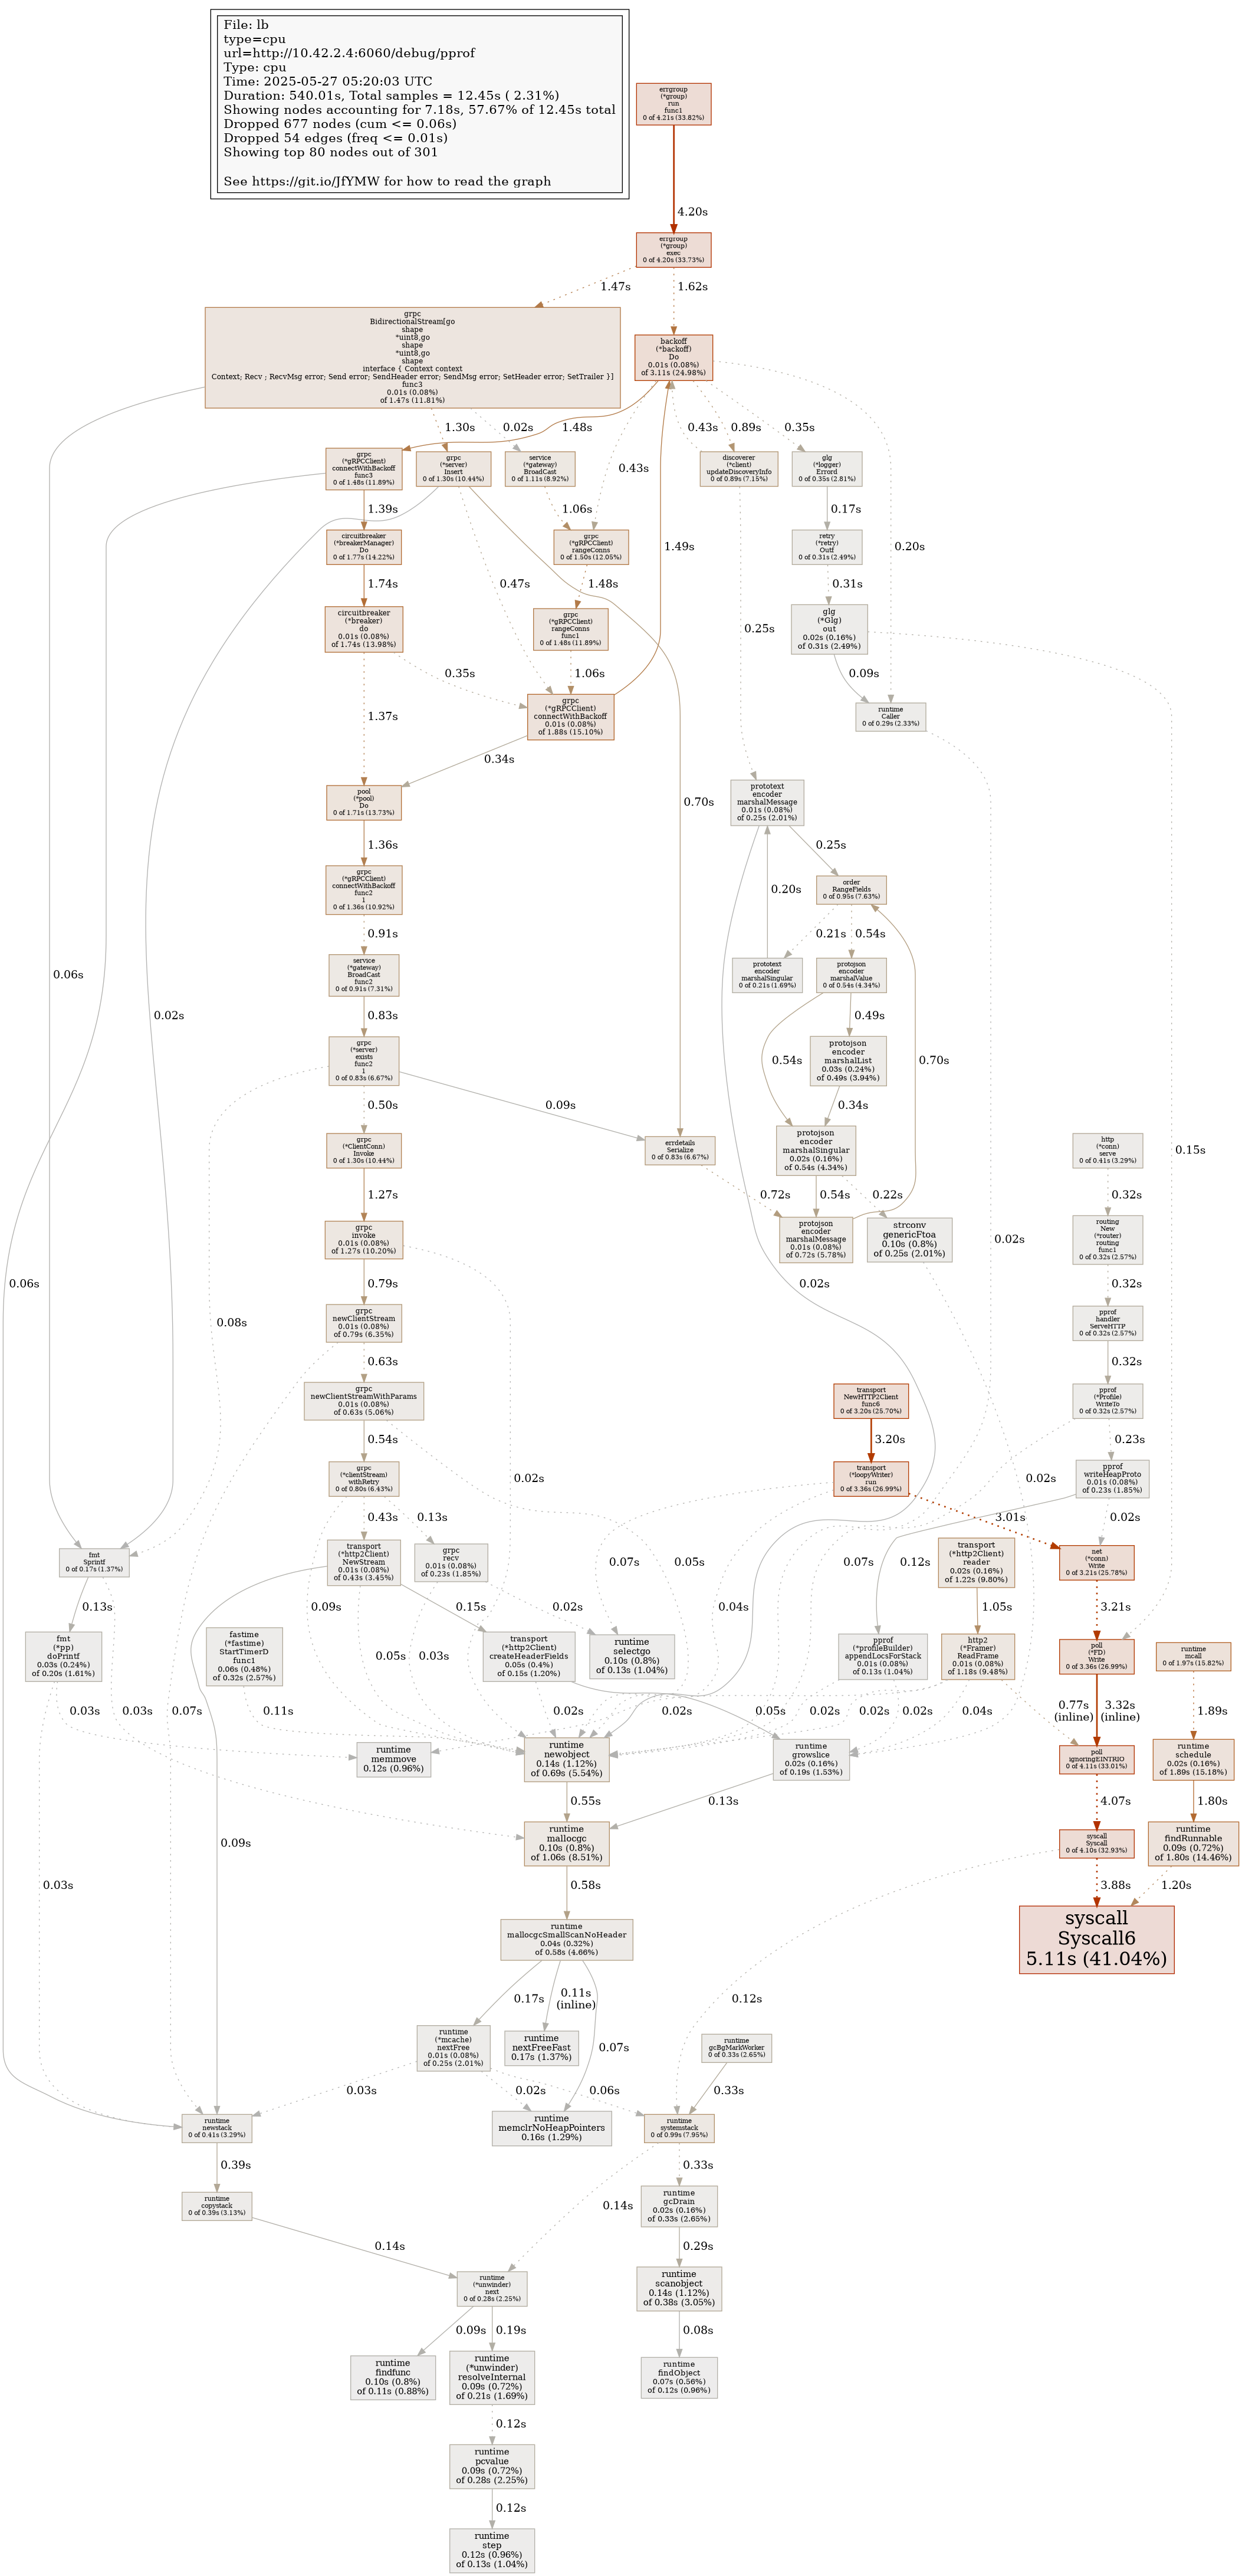 File: lb
type=cpu
url=http://10.42.2.4:6060/debug/pprof
Type: cpu
Time: 2025-05-27 05:20:03 UTC
Duration: 540.01s, Total samples = 12.45s ( 2.31%)
Showing nodes accounting for 7.18s, 57.67% of 12.45s total
Dropped 677 nodes (cum <= 0.06s)
Dropped 54 edges (freq <= 0.01s)
Showing top 80 nodes out of 301
See https://git.io/JfYMW for how to read the graph
errgroup
(*group)
run
func1
0 of 4.21s (33.82%)
4.20s
errgroup
(*group)
exec
0 of 4.20s (33.73%)
1.47s
1.62s
grpc
BidirectionalStream[go
shape
*uint8,go
shape
*uint8,go
shape
interface { Context context
Context; Recv ; RecvMsg error; Send error; SendHeader error; SendMsg error; SetHeader error; SetTrailer }]
func3
0.01s (0.08%)
of 1.47s (11.81%)
backoff
(*backoff)
Do
0.01s (0.08%)
of 3.11s (24.98%)
1.30s
0.02s
1.48s
0.43s
0.43s
0.89s
0.35s
0.20s
0.06s
grpc
(*gRPCClient)
connectWithBackoff
func3
0 of 1.48s (11.89%)
grpc
(*server)
Insert
0 of 1.30s (10.44%)
service
(*gateway)
BroadCast
0 of 1.11s (8.92%)
discoverer
(*client)
updateDiscoveryInfo
0 of 0.89s (7.15%)
glg
(*logger)
Errord
0 of 0.35s (2.81%)
1.39s
1.06s
0.17s
circuitbreaker
(*breakerManager)
Do
0 of 1.77s (14.22%)
grpc
(*gRPCClient)
rangeConns
0 of 1.50s (12.05%)
retry
(*retry)
Outf
0 of 0.31s (2.49%)
1.49s
1.74s
0.47s
1.48s
0.31s
circuitbreaker
(*breaker)
do
0.01s (0.08%)
of 1.74s (13.98%)
grpc
(*gRPCClient)
rangeConns
func1
0 of 1.48s (11.89%)
glg
(*Glg)
out
0.02s (0.16%)
of 0.31s (2.49%)
0.25s
0.35s
1.06s
0.09s
1.37s
grpc
(*gRPCClient)
connectWithBackoff
0.01s (0.08%)
of 1.88s (15.10%)
runtime
Caller
0 of 0.29s (2.33%)
0.34s
pool
(*pool)
Do
0 of 1.71s (13.73%)
0.70s
prototext
encoder
marshalMessage
0.01s (0.08%)
of 0.25s (2.01%)
1.36s
0.25s
grpc
(*gRPCClient)
connectWithBackoff
func2
1
0 of 1.36s (10.92%)
0.20s
order
RangeFields
0 of 0.95s (7.63%)
0.91s
0.21s
0.54s
service
(*gateway)
BroadCast
func2
0 of 0.91s (7.31%)
prototext
encoder
marshalSingular
0 of 0.21s (1.69%)
protojson
encoder
marshalValue
0 of 0.54s (4.34%)
0.06s
0.02s
0.83s
0.49s
grpc
(*server)
exists
func2
1
0 of 0.83s (6.67%)
0.54s
protojson
encoder
marshalList
0.03s (0.24%)
of 0.49s (3.94%)
0.70s
0.50s
0.09s
0.34s
grpc
(*ClientConn)
Invoke
0 of 1.30s (10.44%)
errdetails
Serialize
0 of 0.83s (6.67%)
protojson
encoder
marshalSingular
0.02s (0.16%)
of 0.54s (4.34%)
http
(*conn)
serve
0 of 0.41s (3.29%)
0.15s
1.27s
0.72s
0.54s
0.22s
0.32s
grpc
invoke
0.01s (0.08%)
of 1.27s (10.20%)
protojson
encoder
marshalMessage
0.01s (0.08%)
of 0.72s (5.78%)
strconv
genericFtoa
0.10s (0.8%)
of 0.25s (2.01%)
0.02s
routing
New
(*router)
routing
func1
0 of 0.32s (2.57%)
0.06s
0.79s
0.02s
0.32s
0.08s
grpc
newClientStream
0.01s (0.08%)
of 0.79s (6.35%)
pprof
handler
ServeHTTP
0 of 0.32s (2.57%)
0.63s
0.32s
grpc
newClientStreamWithParams
0.01s (0.08%)
of 0.63s (5.06%)
transport
NewHTTP2Client
func6
0 of 3.20s (25.70%)
pprof
(*Profile)
WriteTo
0 of 0.32s (2.57%)
0.54s
3.20s
0.23s
grpc
(*clientStream)
withRetry
0 of 0.80s (6.43%)
0.02s
transport
(*loopyWriter)
run
0 of 3.36s (26.99%)
0.02s
pprof
writeHeapProto
0.01s (0.08%)
of 0.23s (1.85%)
0.43s
0.13s
3.01s
0.02s
fmt
Sprintf
0 of 0.17s (1.37%)
transport
(*http2Client)
NewStream
0.01s (0.08%)
of 0.43s (3.45%)
grpc
recv
0.01s (0.08%)
of 0.23s (1.85%)
0.07s
0.05s
0.07s
0.12s
transport
(*http2Client)
reader
0.02s (0.16%)
of 1.22s (9.80%)
net
(*conn)
Write
0 of 3.21s (25.78%)
0.13s
0.09s
0.15s
0.02s
0.04s
1.05s
3.21s
fmt
(*pp)
doPrintf
0.03s (0.24%)
of 0.20s (1.61%)
fastime
(*fastime)
StartTimerD
func1
0.06s (0.48%)
of 0.32s (2.57%)
0.05s
0.03s
transport
(*http2Client)
createHeaderFields
0.05s (0.4%)
of 0.15s (1.20%)
runtime
selectgo
0.10s (0.8%)
of 0.13s (1.04%)
pprof
(*profileBuilder)
appendLocsForStack
0.01s (0.08%)
of 0.13s (1.04%)
http2
(*Framer)
ReadFrame
0.01s (0.08%)
of 1.18s (9.48%)
poll
(*FD)
Write
0 of 3.36s (26.99%)
runtime
mcall
0 of 1.97s (15.82%)
0.03s
0.03s
0.07s
0.11s
0.02s
0.02s
0.05s
0.02s
0.02s
0.02s
0.04s
0.77s
(inline)
3.32s
(inline)
1.89s
runtime
memmove
0.12s (0.96%)
runtime
newobject
0.14s (1.12%)
of 0.69s (5.54%)
runtime
growslice
0.02s (0.16%)
of 0.19s (1.53%)
poll
ignoringEINTRIO
0 of 4.11s (33.01%)
runtime
schedule
0.02s (0.16%)
of 1.89s (15.18%)
0.55s
0.13s
4.07s
1.80s
runtime
mallocgc
0.10s (0.8%)
of 1.06s (8.51%)
syscall
Syscall
0 of 4.10s (32.93%)
runtime
findRunnable
0.09s (0.72%)
of 1.80s (14.46%)
0.03s
0.09s
0.58s
3.88s
1.20s
runtime
mallocgcSmallScanNoHeader
0.04s (0.32%)
of 0.58s (4.66%)
syscall
Syscall6
5.11s (41.04%)
0.17s
0.11s
(inline)
0.12s
runtime
(*mcache)
nextFree
0.01s (0.08%)
of 0.25s (2.01%)
runtime
nextFreeFast
0.17s (1.37%)
0.07s
runtime
gcBgMarkWorker
0 of 0.33s (2.65%)
0.03s
0.02s
0.06s
0.33s
runtime
newstack
0 of 0.41s (3.29%)
runtime
memclrNoHeapPointers
0.16s (1.29%)
runtime
systemstack
0 of 0.99s (7.95%)
0.39s
0.33s
runtime
copystack
0 of 0.39s (3.13%)
0.14s
runtime
gcDrain
0.02s (0.16%)
of 0.33s (2.65%)
0.14s
0.29s
runtime
(*unwinder)
next
0 of 0.28s (2.25%)
runtime
scanobject
0.14s (1.12%)
of 0.38s (3.05%)
0.09s
0.19s
0.08s
runtime
findfunc
0.10s (0.8%)
of 0.11s (0.88%)
runtime
(*unwinder)
resolveInternal
0.09s (0.72%)
of 0.21s (1.69%)
runtime
findObject
0.07s (0.56%)
of 0.12s (0.96%)
0.12s
runtime
pcvalue
0.09s (0.72%)
of 0.28s (2.25%)
0.12s
runtime
step
0.12s (0.96%)
of 0.13s (1.04%)